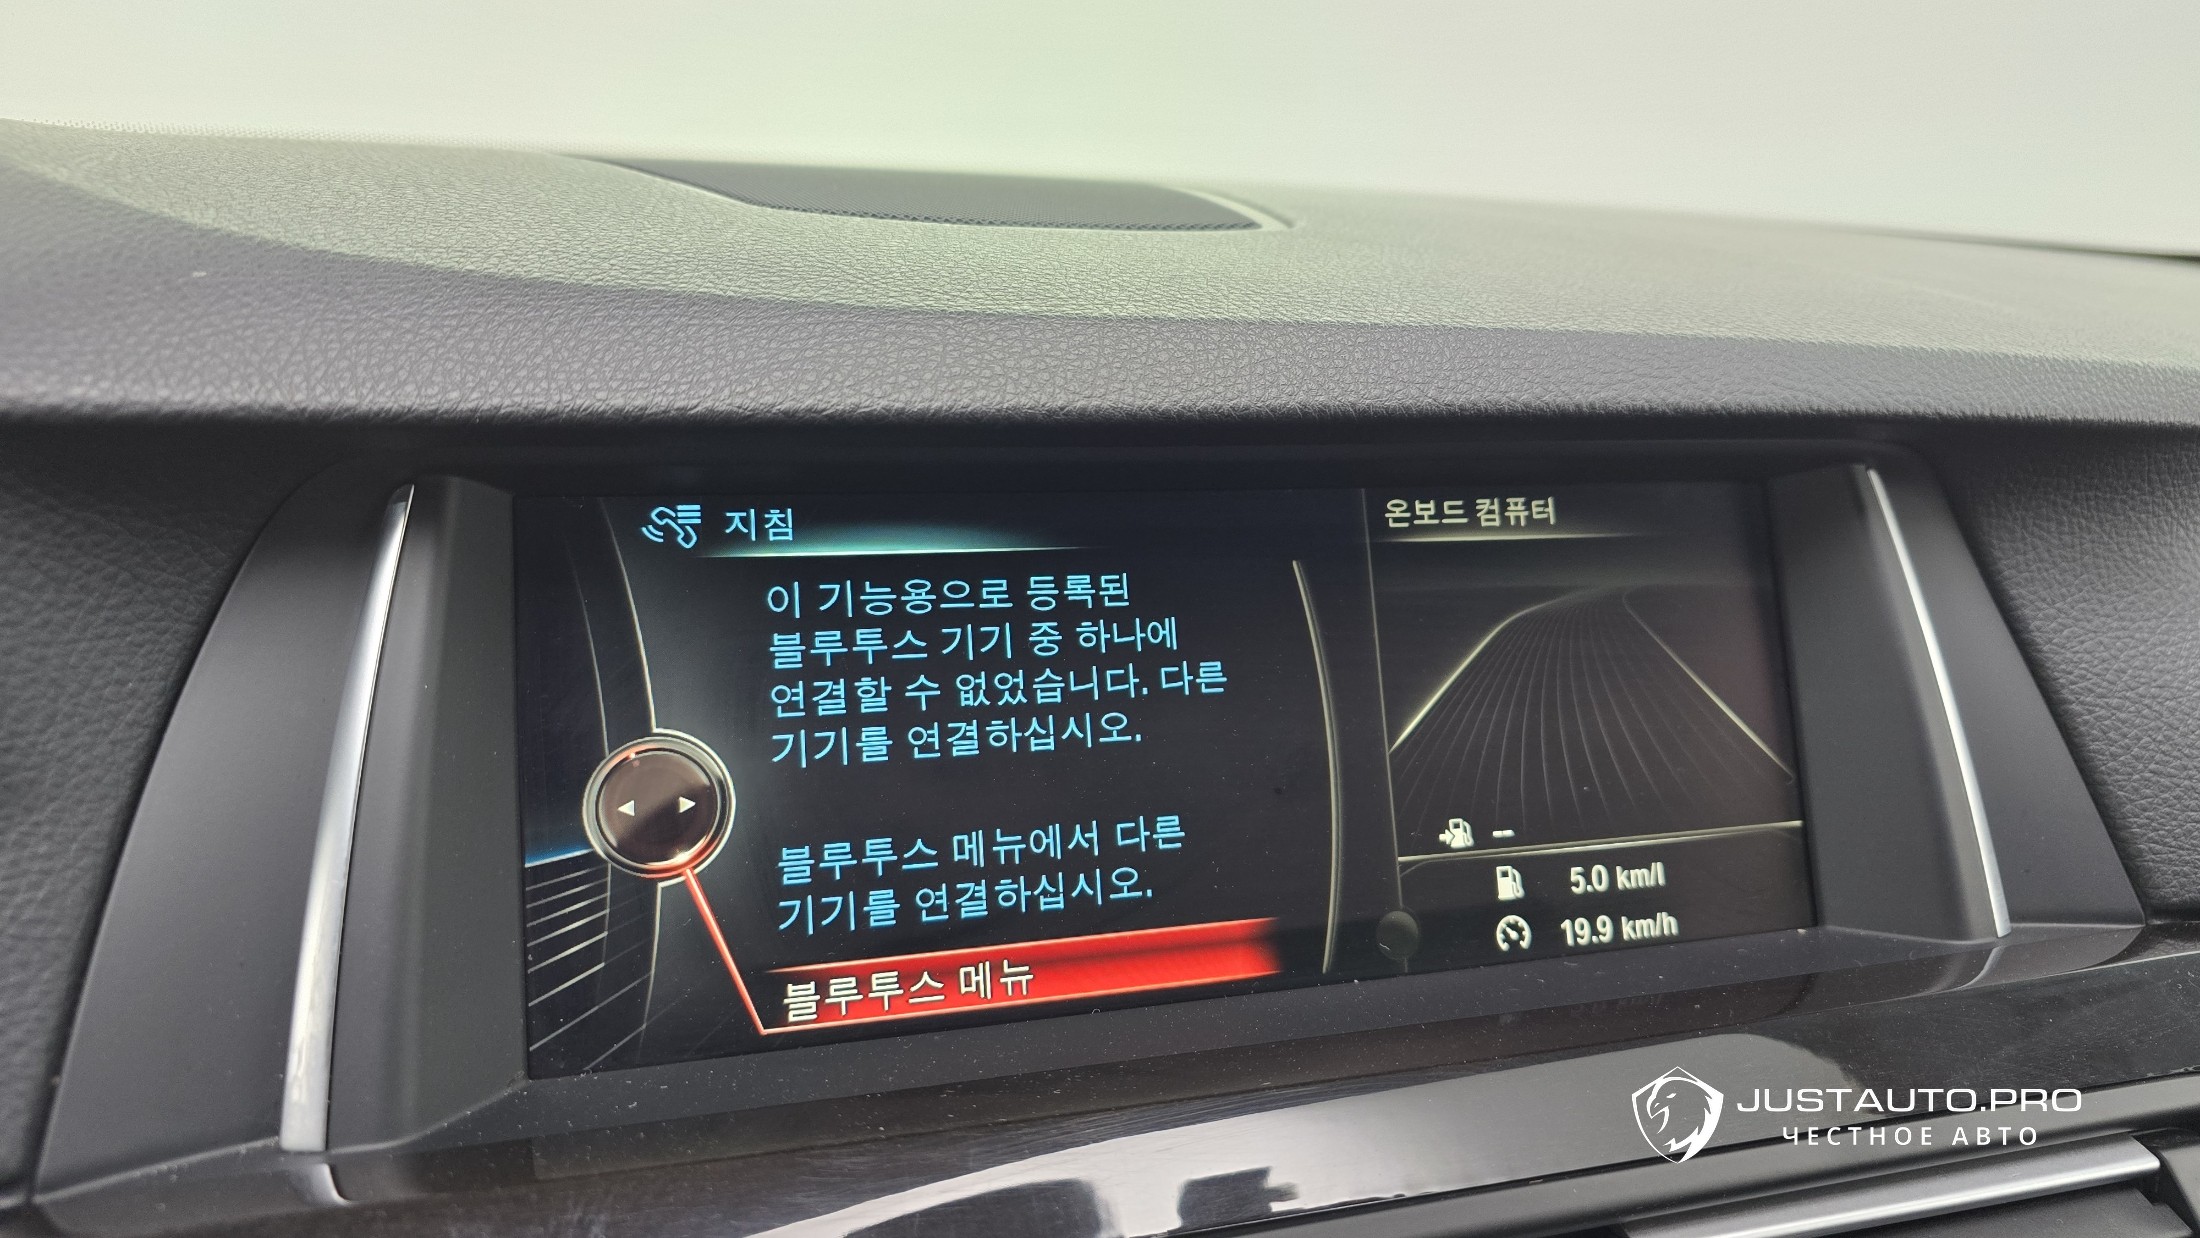 지침
이 기능용으로 등록된
블루투스 기기 중 하나에
연결할 수 없었습니다. 다른
기기를 연결하십시오.
블루투스 메뉴에서 다른
기기를 연결하십시오.
블루투스 메뉴
온보드 컴퓨터
--
5.0 km/l
19.9 km/h
JUSTAUTO.PRO
ЧЕСТНОЕ АВТО